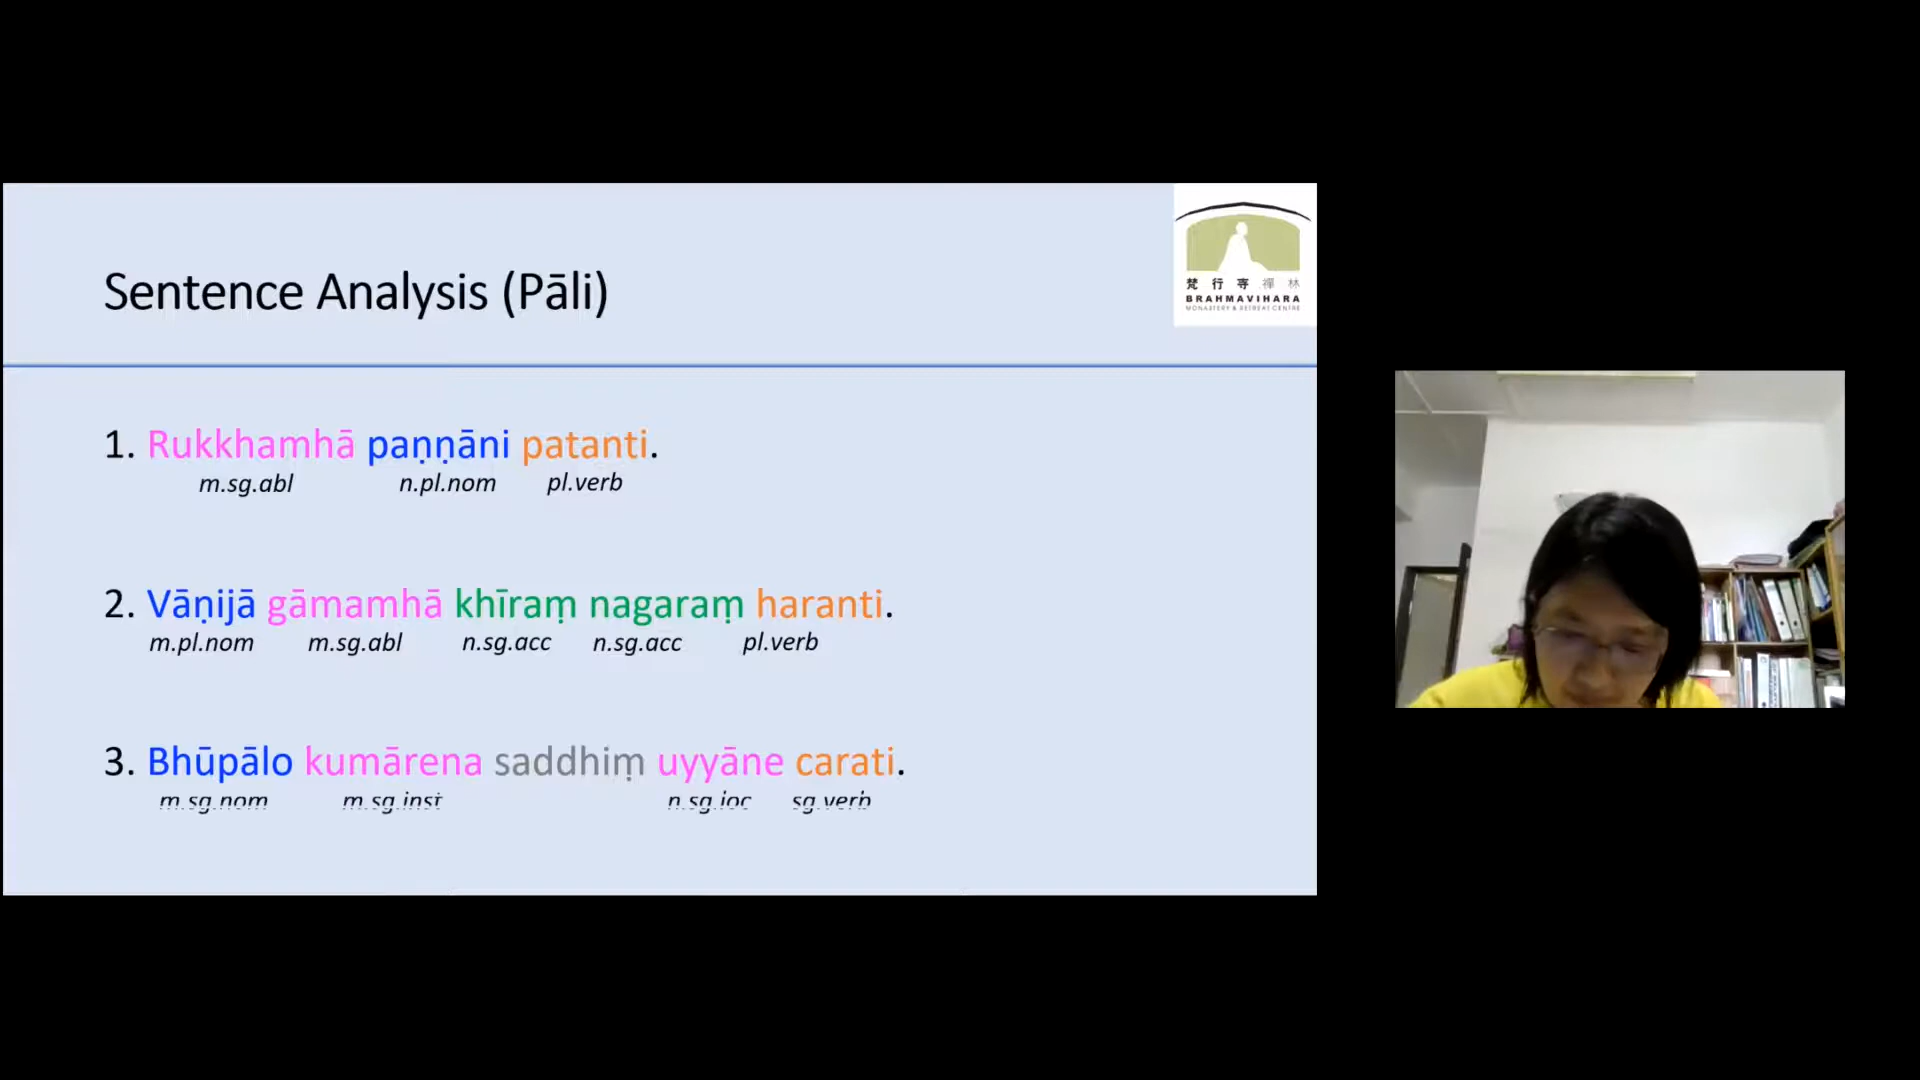 梵行寺禪林
BRAHMAVIHARA
MONASTERY & RETREAT CENTRE
Sentence Analysis (Pāli)
1. Rukkhamhā paṇṇāni patanti.
m.sg.abl n.pl.nom pl.verb
2. Vāṇijā gāmamhā khīraṃ nagaraṃ haranti.
m.pl.nom m.sg.abl n.sg.acc n.sg.acc pl.verb
3. Bhūpālo kumārena saddhiṃ uyyāne carati.
m.sg.nom m.sg.inst n.sg.loc sg.verb